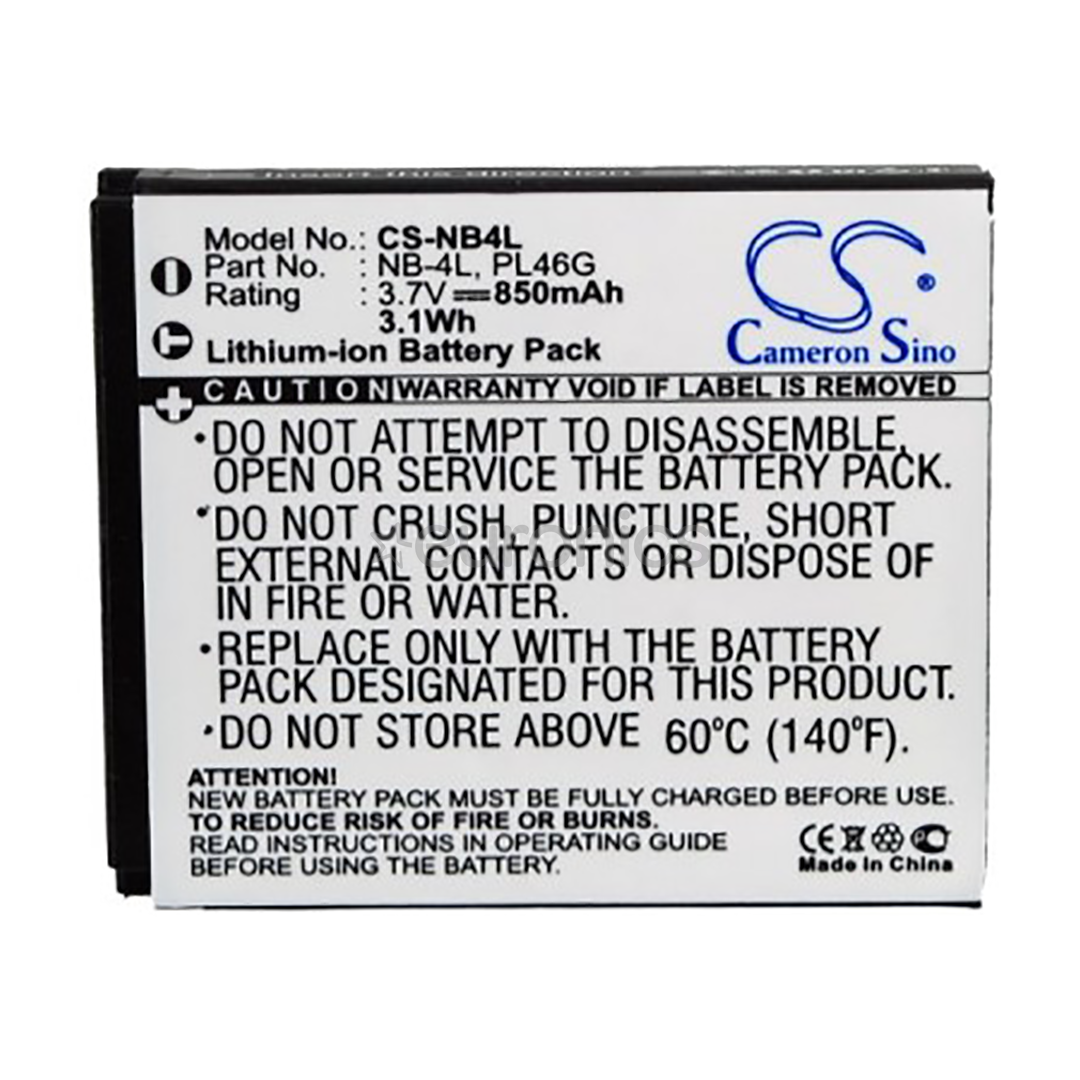 Insert this direction
CS ®
Cameron Sino
Model No.: CS-NB4L
Part No. : NB-4L, PL46G
Rating : 3.7V 850mAh
3.1Wh
Lithium-ion Battery Pack
CAUTION WARRANTY VOID IF LABEL IS REMOVED
•DO NOT ATTEMPT TO DISASSEMBLE,
OPEN OR SERVICE THE BATTERY PACK.
•DO NOT CRUSH, PUNCTURE, SHORT
EXTERNAL CONTACTS OR DISPOSE OF
IN FIRE OR WATER.
•REPLACE ONLY WITH THE BATTERY
PACK DESIGNATED FOR THIS PRODUCT.
•DO NOT STORE ABOVE 60°C (140°F).
ATTENTION!
NEW BATTERY PACK MUST BE FULLY CHARGED BEFORE USE.
TO REDUCE RISK OF FIRE OR BURNS.
READ INSTRUCTIONS IN OPERATING GUIDE
BEFORE USING THE BATTERY.
CE
Made in China
euronics